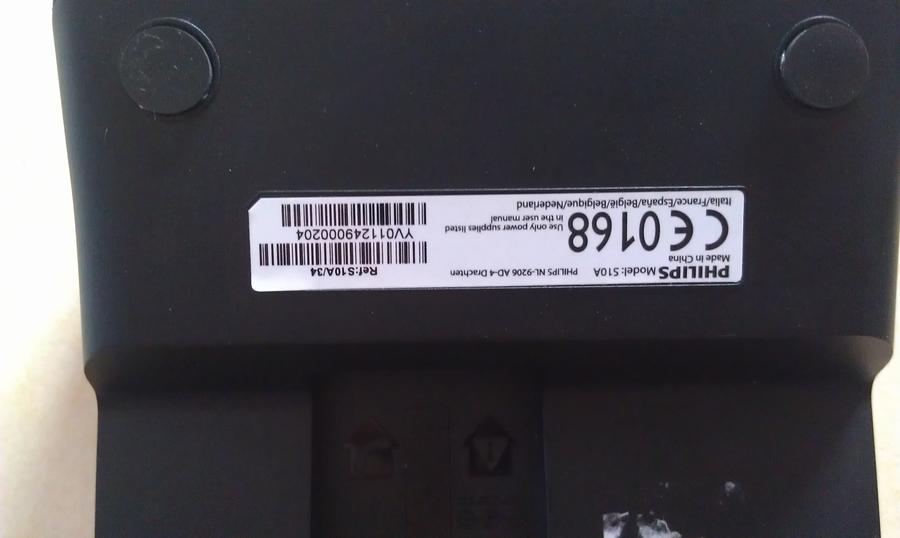 PHILIPS Model: S10A PHILIPS NL-9206 AD-4 Drachten
Made in China
CE0168
Use only power supplies listed
in the user manual
Italia/France/España/België/Belgique/Nederland
Ref:S10A/34
YV011249000204